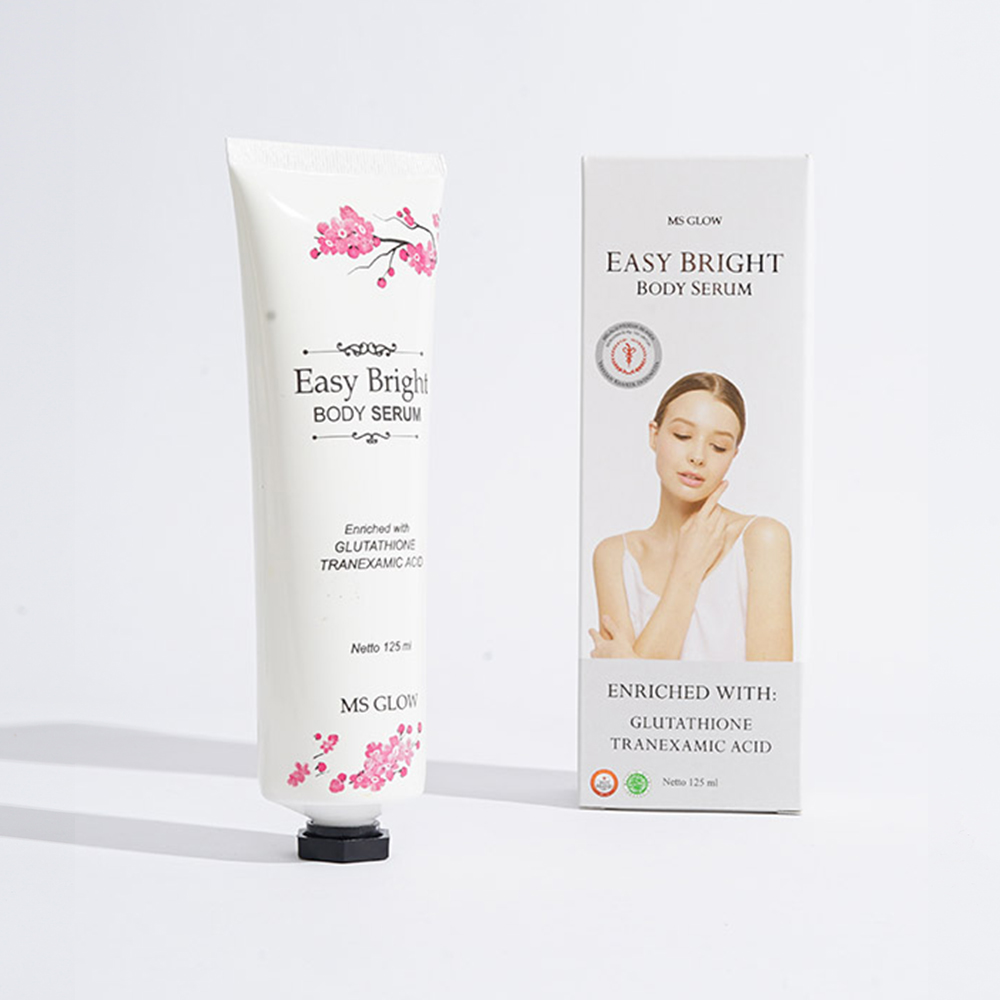 Easy Bright
BODY SERUM
Enriched with
GLUTATHIONE
TRANEXAMIC ACID
Netto 125 ml
MS GLOW
MS GLOW
EASY BRIGHT
BODY SERUM
ENRICHED WITH:
GLUTATHIONE
TRANEXAMIC ACID
Netto 125 ml